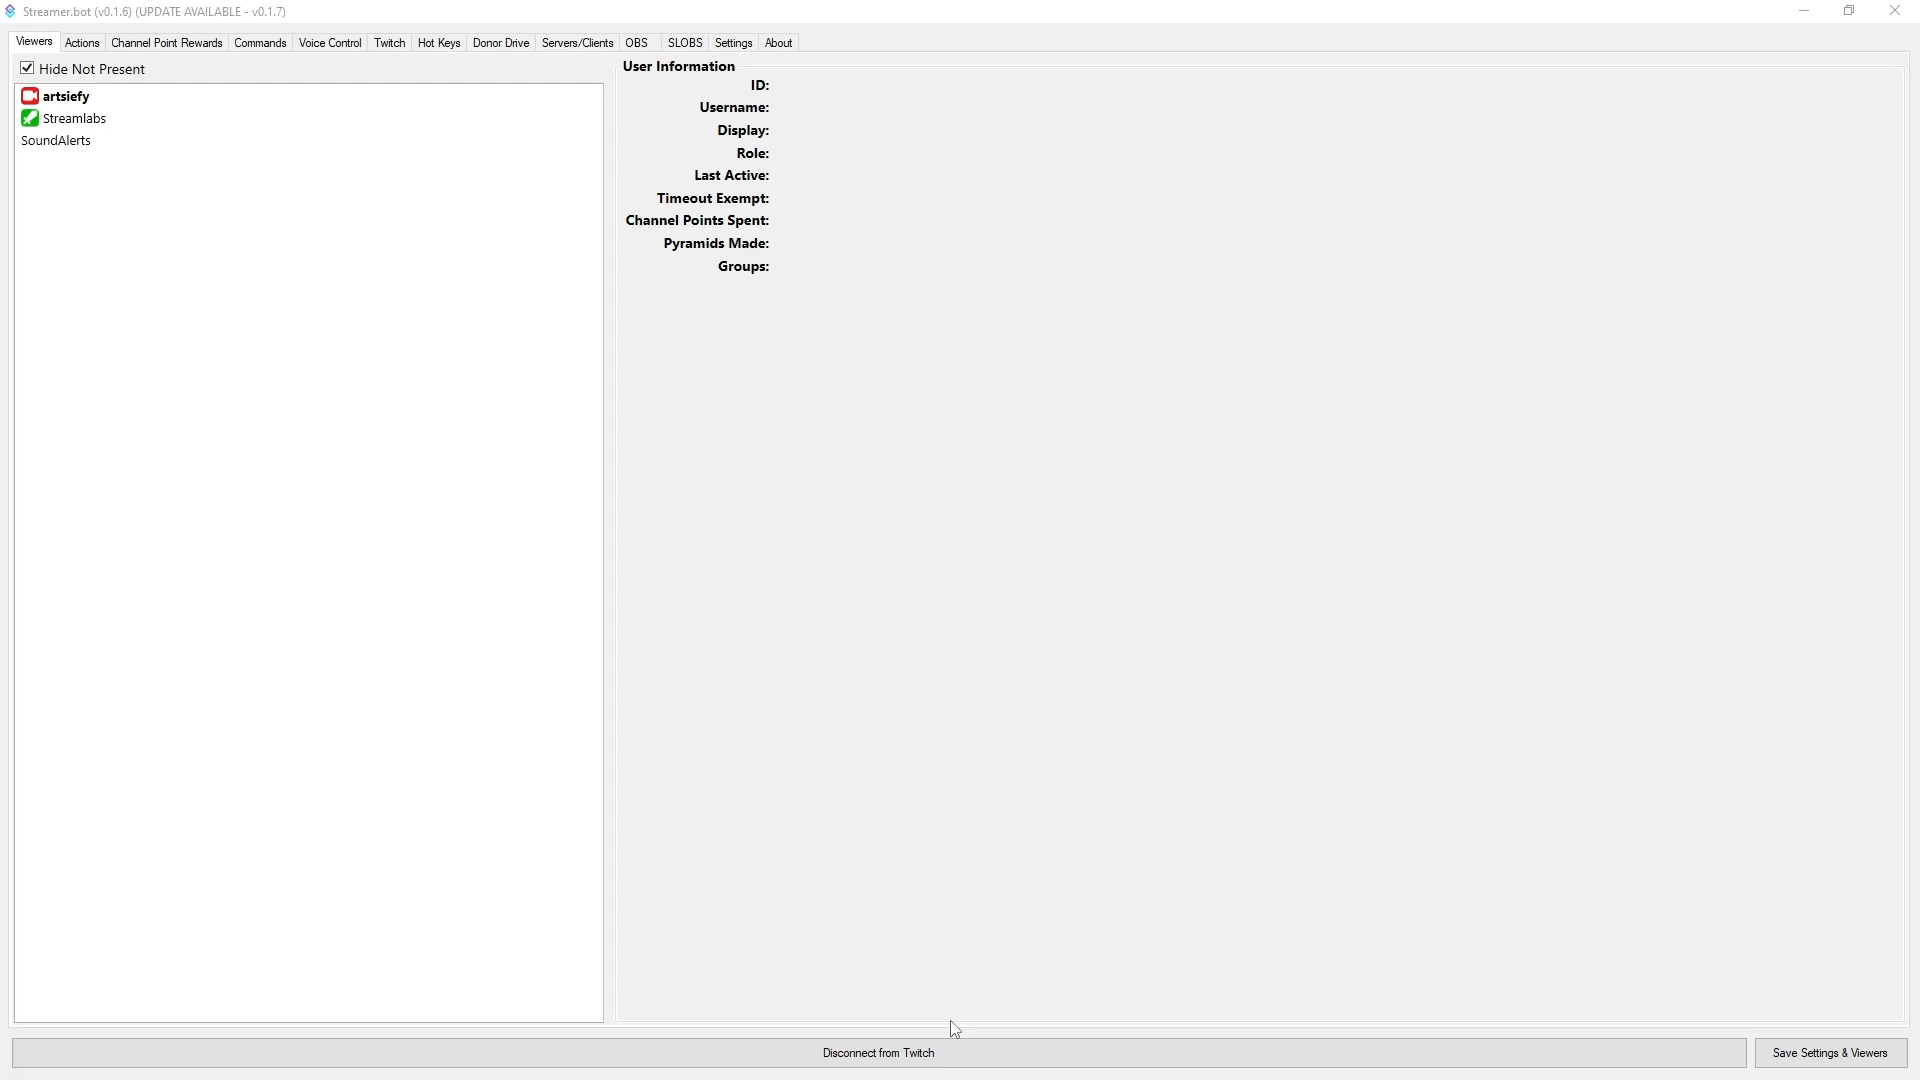 Streamer.bot (v0.1.6) (UPDATE AVAILABLE - v0.1.7)
Viewers Actions Channel Point Rewards Commands Voice Control Twitch Hot Keys Donor Drive Servers/Clients OBS SLOBS Settings About
Hide Not Present
artsiefy
Streamlabs
SoundAlerts
User Information
ID:
Username:
Display:
Role:
Last Active:
Timeout Exempt:
Channel Points Spent:
Pyramids Made:
Groups:
Disconnect from Twitch
Save Settings & Viewers